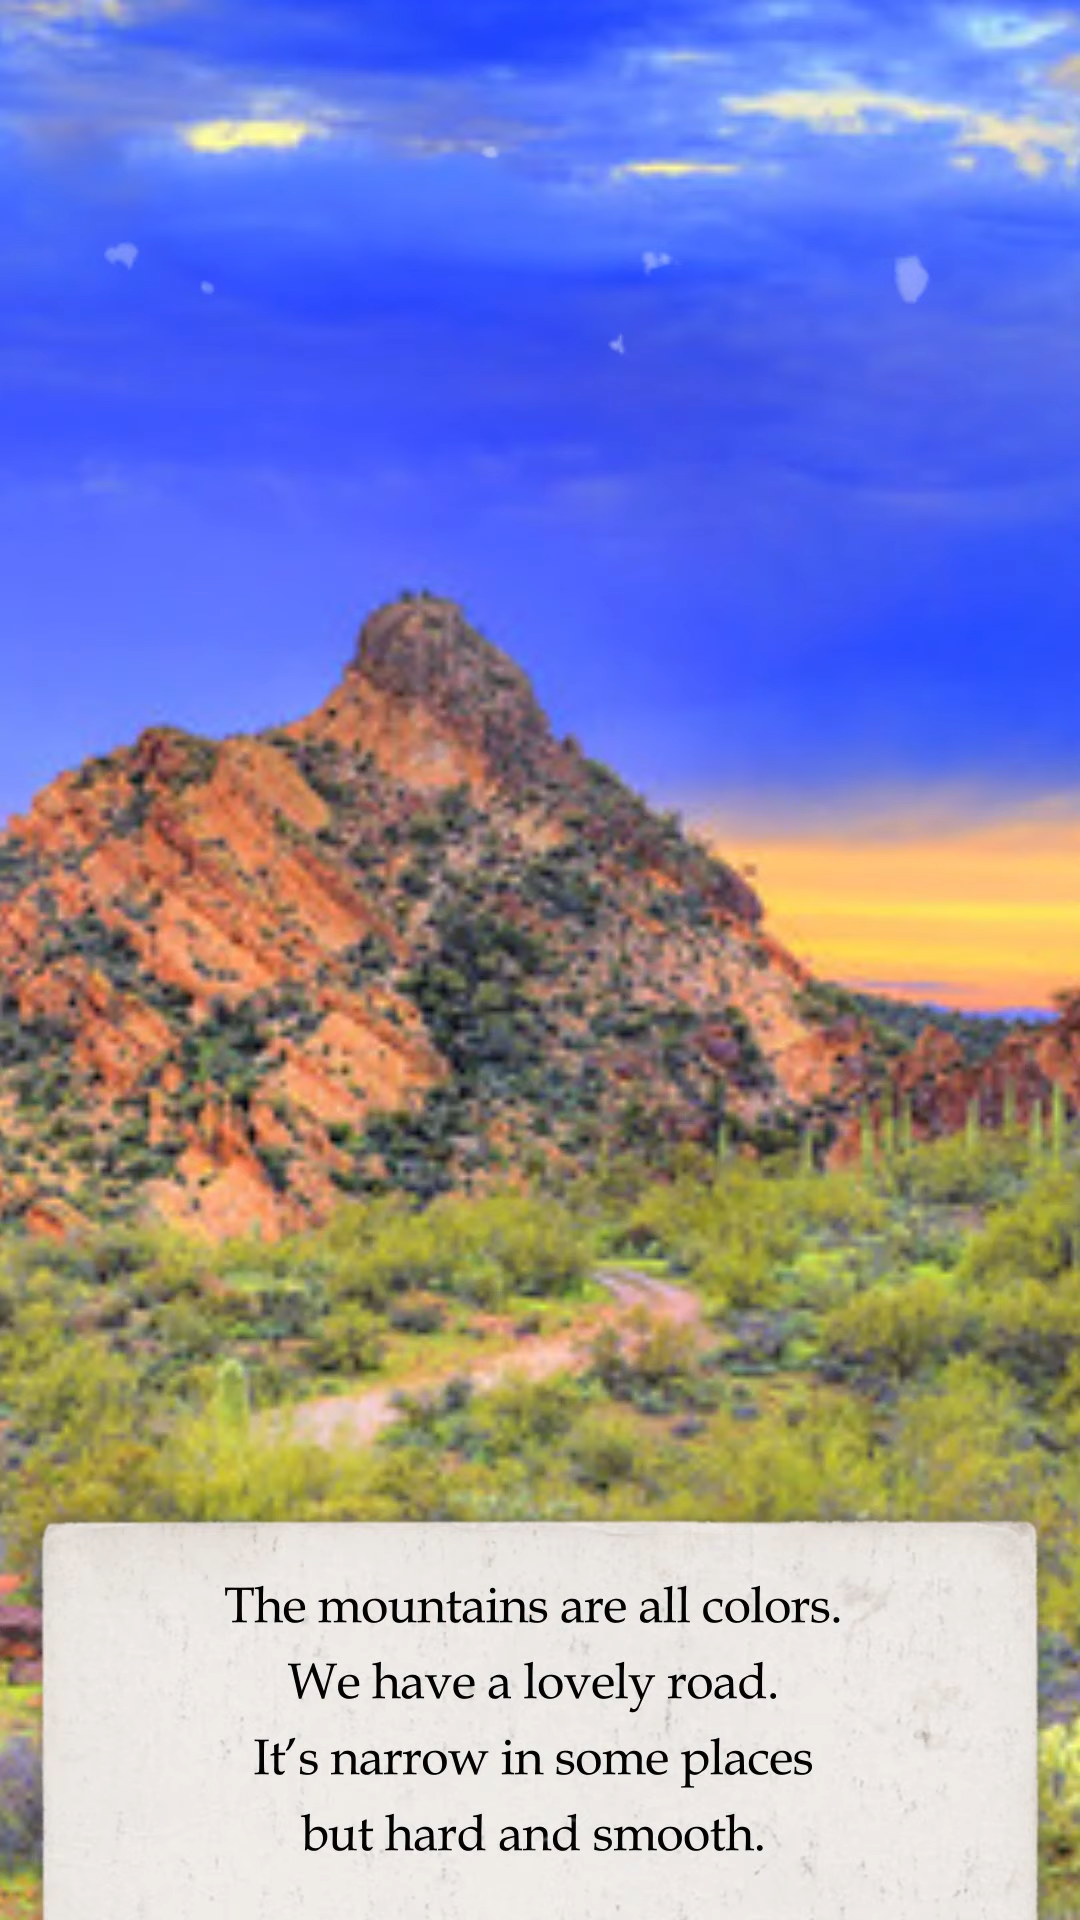 The mountains are all colors.
We have a lovely road.
It’s narrow in some places
but hard and smooth.